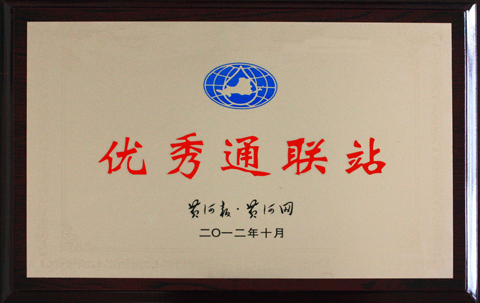 优秀通联站
黄河报·黄河网
二〇一二年十月